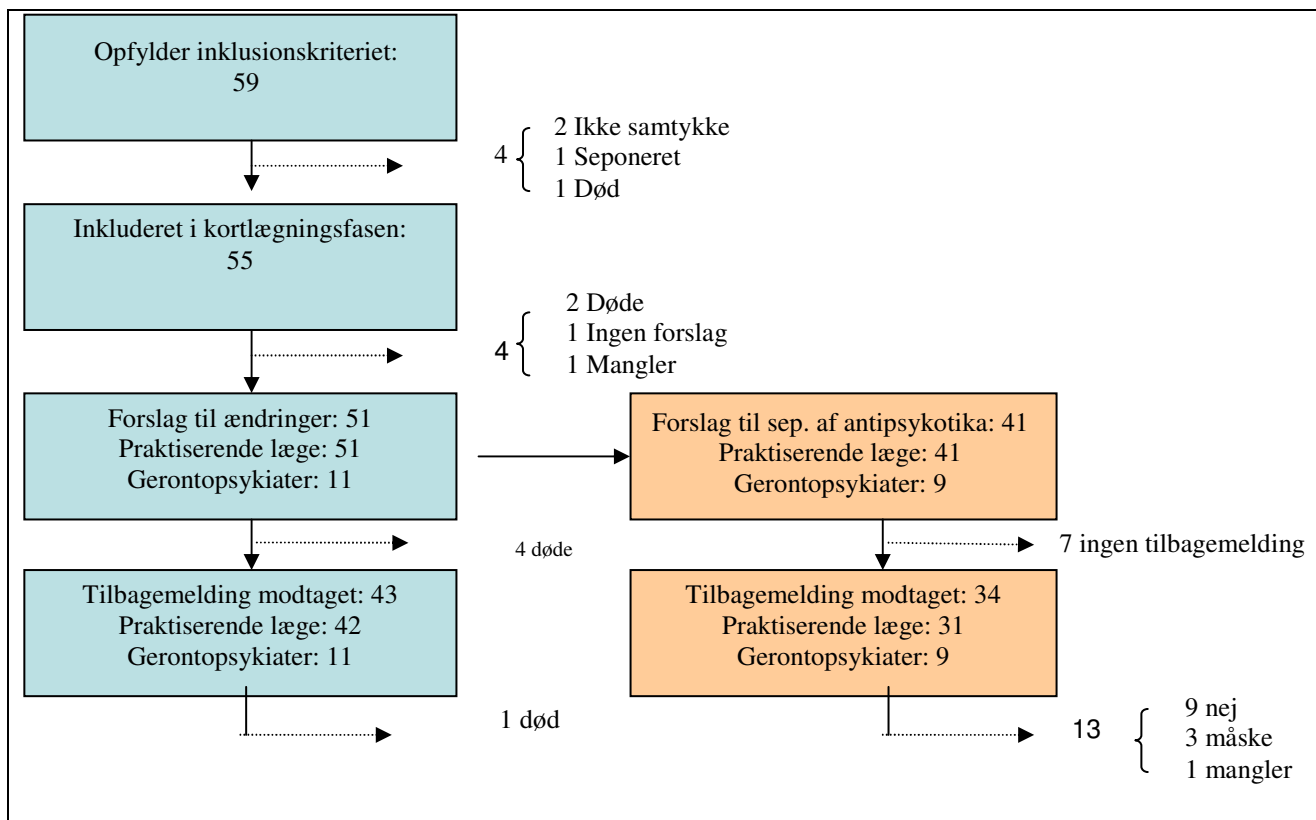 Opfylder inklusionskriteriet:
59
4
2 Ikke samtykke
1 Seponeret
1 Død
Inkluderet i kortlægningsfasen:
55
4
2 Døde
1 Ingen forslag
1 Mangler
Forslag til ændringer: 51
Praktiserende læge: 51
Gerontopsykiater: 11
Forslag til sep. af antipsykotika: 41
Praktiserende læge: 41
Gerontopsykiater: 9
4 døde
7 ingen tilbagemelding
Tilbagemelding modtaget: 43
Praktiserende læge: 42
Gerontopsykiater: 11
Tilbagemelding modtaget: 34
Praktiserende læge: 31
Gerontopsykiater: 9
1 død
13
9 nej
3 måske
1 mangler